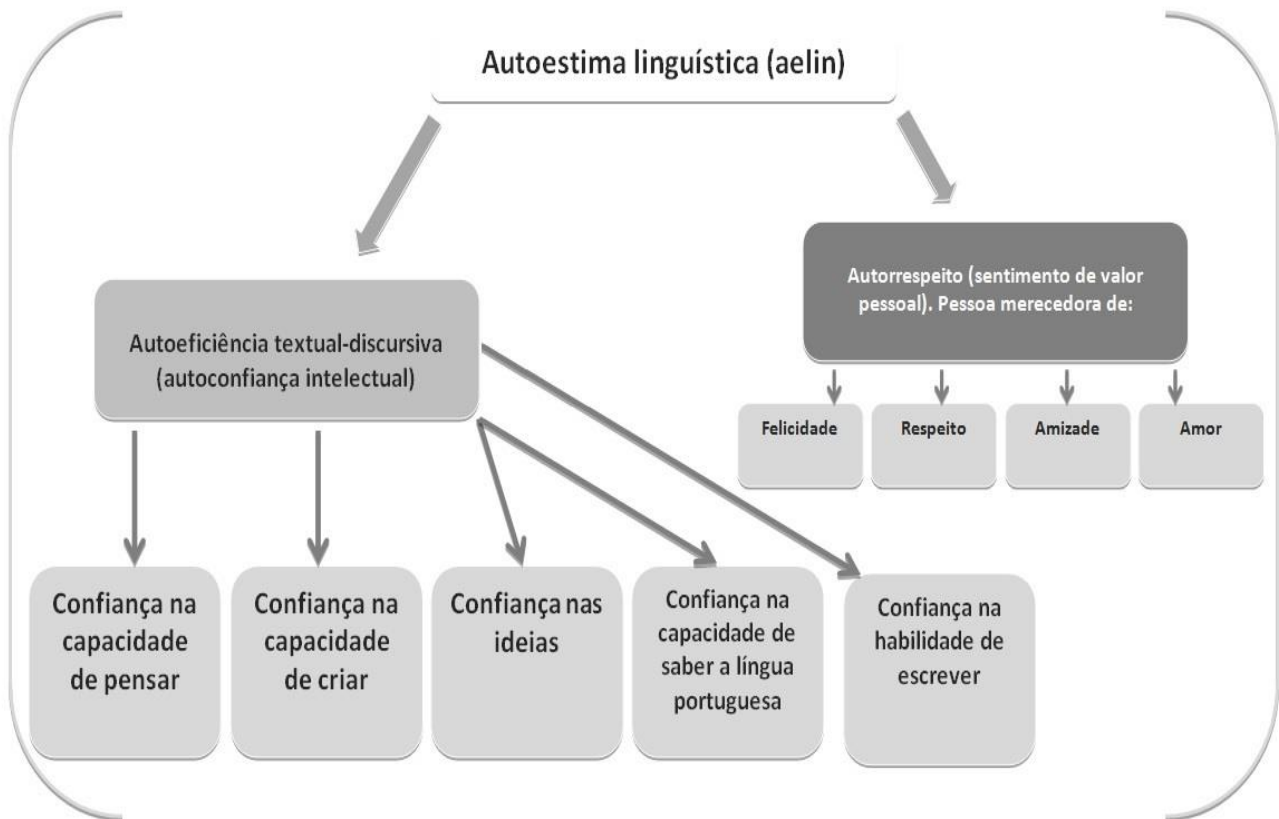 Autoestima linguística (aelin)
Autorrespeito (sentimento de valor
pessoal). Pessoa merecedora de:
Autoeficiência textual-discursiva
(autoconfiança intelectual)
Felicidade
Respeito
Amizade
Amor
Confiança na
capacidade
de pensar
Confiança na
capacidade
de criar
Confiança nas
ideias
Confiança na
capacidade de
saber a língua
portuguesa
Confiança na
habilidade de
escrever